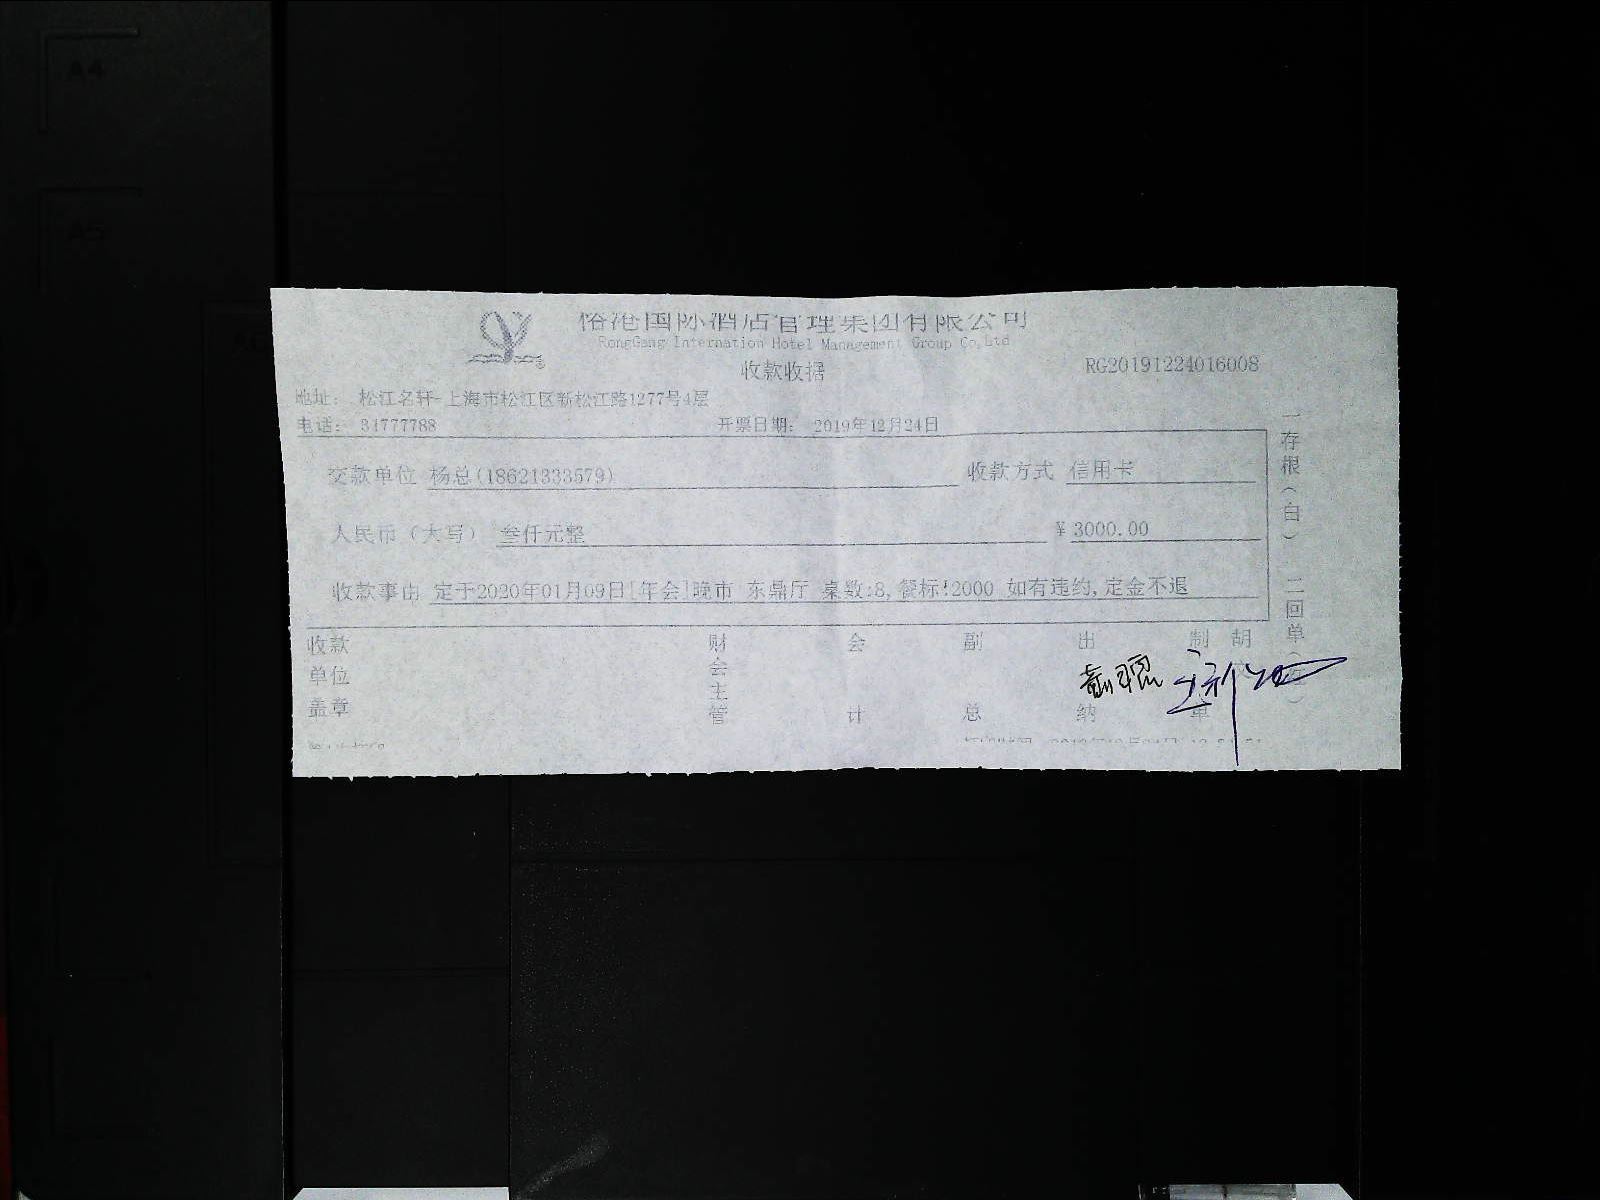 A4
A5
国际酒店管理集团有限公司
RongGang Internation Hotel Management Group Co,Ltd
收款收据
RG20191224016008
地址： 松江名轩-上海市松江区新松江路1277号4层
电话： 31777788 开票日期： 2019年12月24日
交款单位 杨总(18621333579) 收款方式 信用卡
人民币（大写） 叁仟元整 ￥3000.00
收款事由 定于2020年01月09日[年会]晚市 东鼎厅 桌数:8,餐标:2000 如有违约,定金不退
一存根（白） 二回单（
收款单位盖章 财会主管 会计 副总 出纳 制单 胡